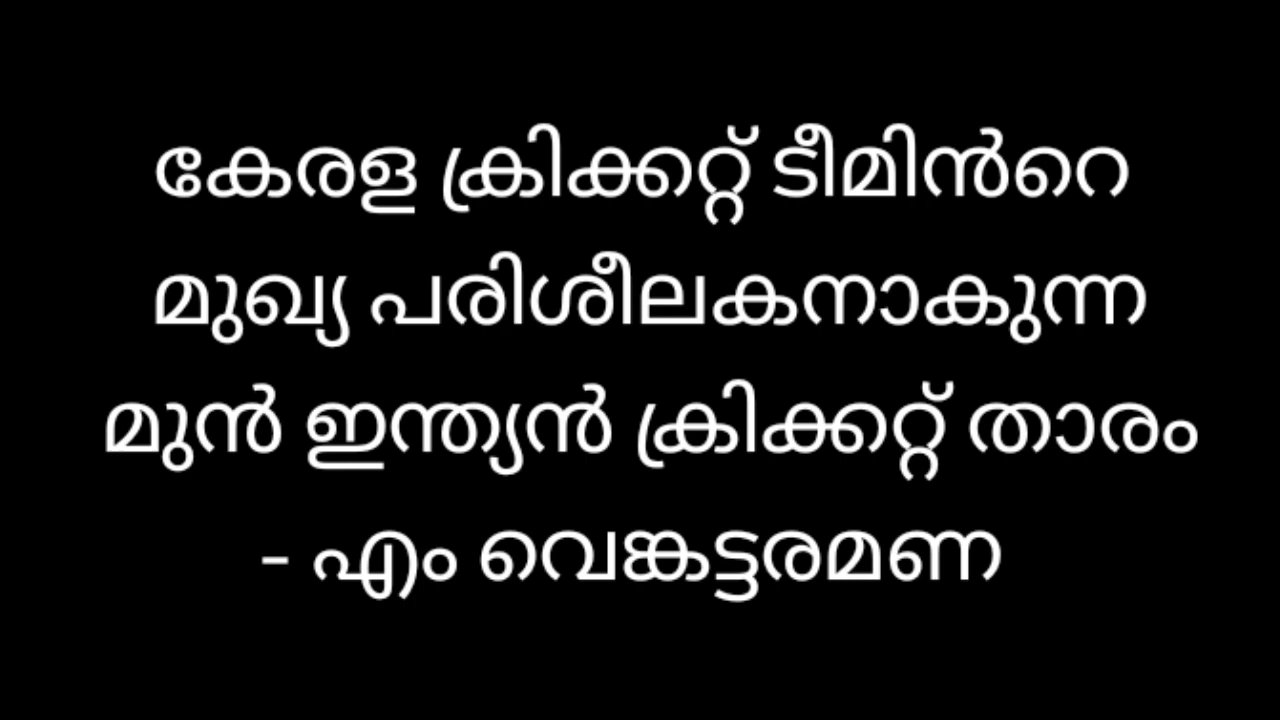 കേരള ക്രിക്കറ്റ് ടീമിൻറെ
മുഖ്യ പരിശീലകനാകുന്ന
മുൻ ഇന്ത്യൻ ക്രിക്കറ്റ് താരം
- എം വെങ്കട്ടരമണ